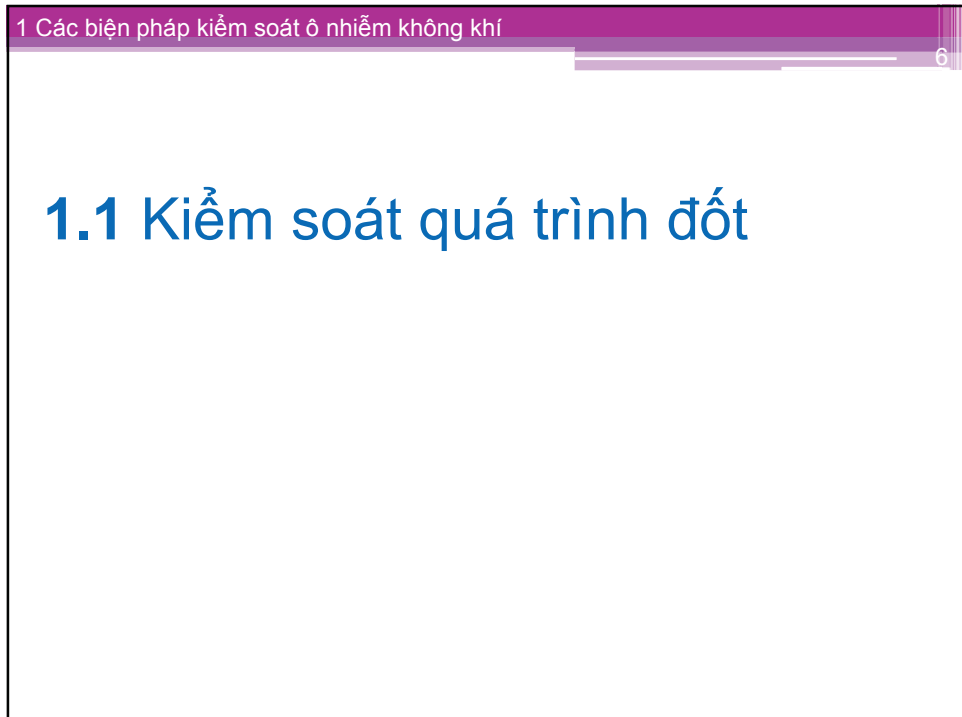 1 Các biện pháp kiểm soát ô nhiễm không khí
6
1.1 Kiểm soát quá trình đốt